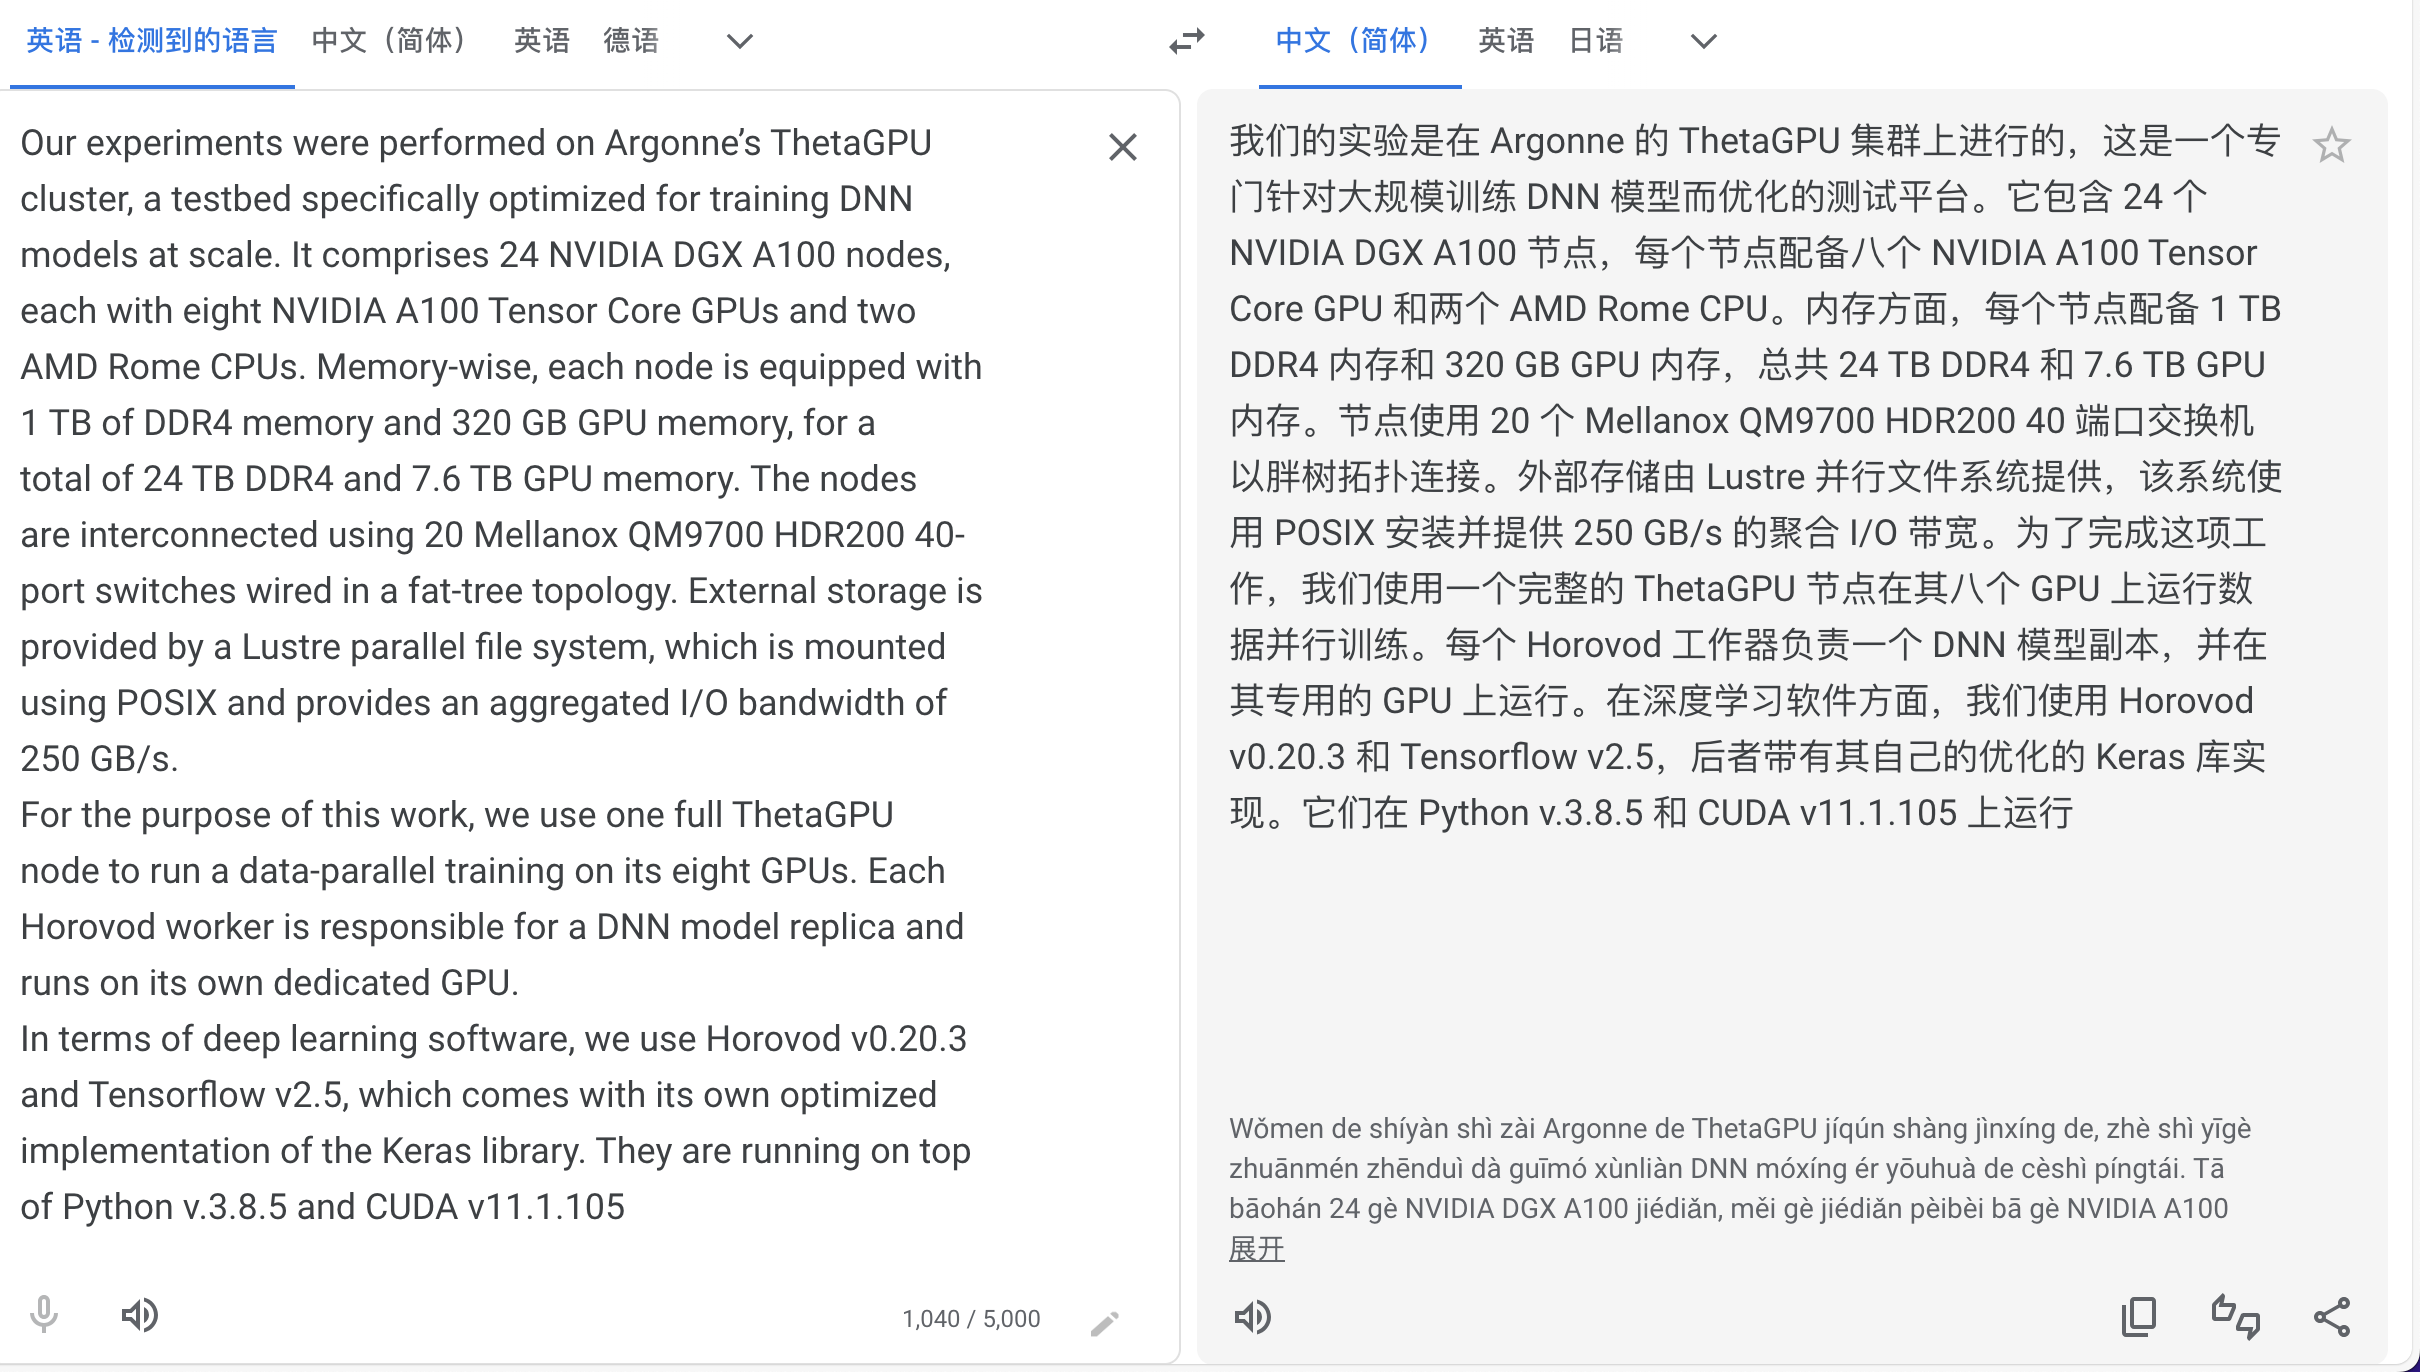 英语 - 检测到的语言 中文（简体） 英语 德语
中文（简体） 英语 日语
Our experiments were performed on Argonne’s ThetaGPU
cluster, a testbed specifically optimized for training DNN
models at scale. It comprises 24 NVIDIA DGX A100 nodes,
each with eight NVIDIA A100 Tensor Core GPUs and two
AMD Rome CPUs. Memory-wise, each node is equipped with
1 TB of DDR4 memory and 320 GB GPU memory, for a
total of 24 TB DDR4 and 7.6 TB GPU memory. The nodes
are interconnected using 20 Mellanox QM9700 HDR200 40-
port switches wired in a fat-tree topology. External storage is
provided by a Lustre parallel file system, which is mounted
using POSIX and provides an aggregated I/O bandwidth of
250 GB/s.
For the purpose of this work, we use one full ThetaGPU
node to run a data-parallel training on its eight GPUs. Each
Horovod worker is responsible for a DNN model replica and
runs on its own dedicated GPU.
In terms of deep learning software, we use Horovod v0.20.3
and Tensorflow v2.5, which comes with its own optimized
implementation of the Keras library. They are running on top
of Python v.3.8.5 and CUDA v11.1.105
1,040 / 5,000
我们的实验是在 Argonne 的 ThetaGPU 集群上进行的，这是一个专
门针对大规模训练 DNN 模型而优化的测试平台。它包含 24 个
NVIDIA DGX A100 节点，每个节点配备八个 NVIDIA A100 Tensor
Core GPU 和两个 AMD Rome CPU。内存方面，每个节点配备 1 TB
DDR4 内存和 320 GB GPU 内存，总共 24 TB DDR4 和 7.6 TB GPU
内存。节点使用 20 个 Mellanox QM9700 HDR200 40 端口交换机
以胖树拓扑连接。外部存储由 Lustre 并行文件系统提供，该系统使
用 POSIX 安装并提供 250 GB/s 的聚合 I/O 带宽。为了完成这项工
作，我们使用一个完整的 ThetaGPU 节点在其八个 GPU 上运行数
据并行训练。每个 Horovod 工作器负责一个 DNN 模型副本，并在
其专用的 GPU 上运行。在深度学习软件方面，我们使用 Horovod
v0.20.3 和 Tensorflow v2.5，后者带有其自己的优化的 Keras 库实
现。它们在 Python v.3.8.5 和 CUDA v11.1.105 上运行
Wǒmen de shíyàn shì zài Argonne de ThetaGPU jíqún shàng jìnxíng de, zhè shì yīgè
zhuānmén zhēnduì dà guīmó xùnliàn DNN móxíng ér yōuhuà de cèshì píngtái. Tā
bāohán 24 gè NVIDIA DGX A100 jiédiǎn, měi gè jiédiǎn pèibèi bā gè NVIDIA A100
展开